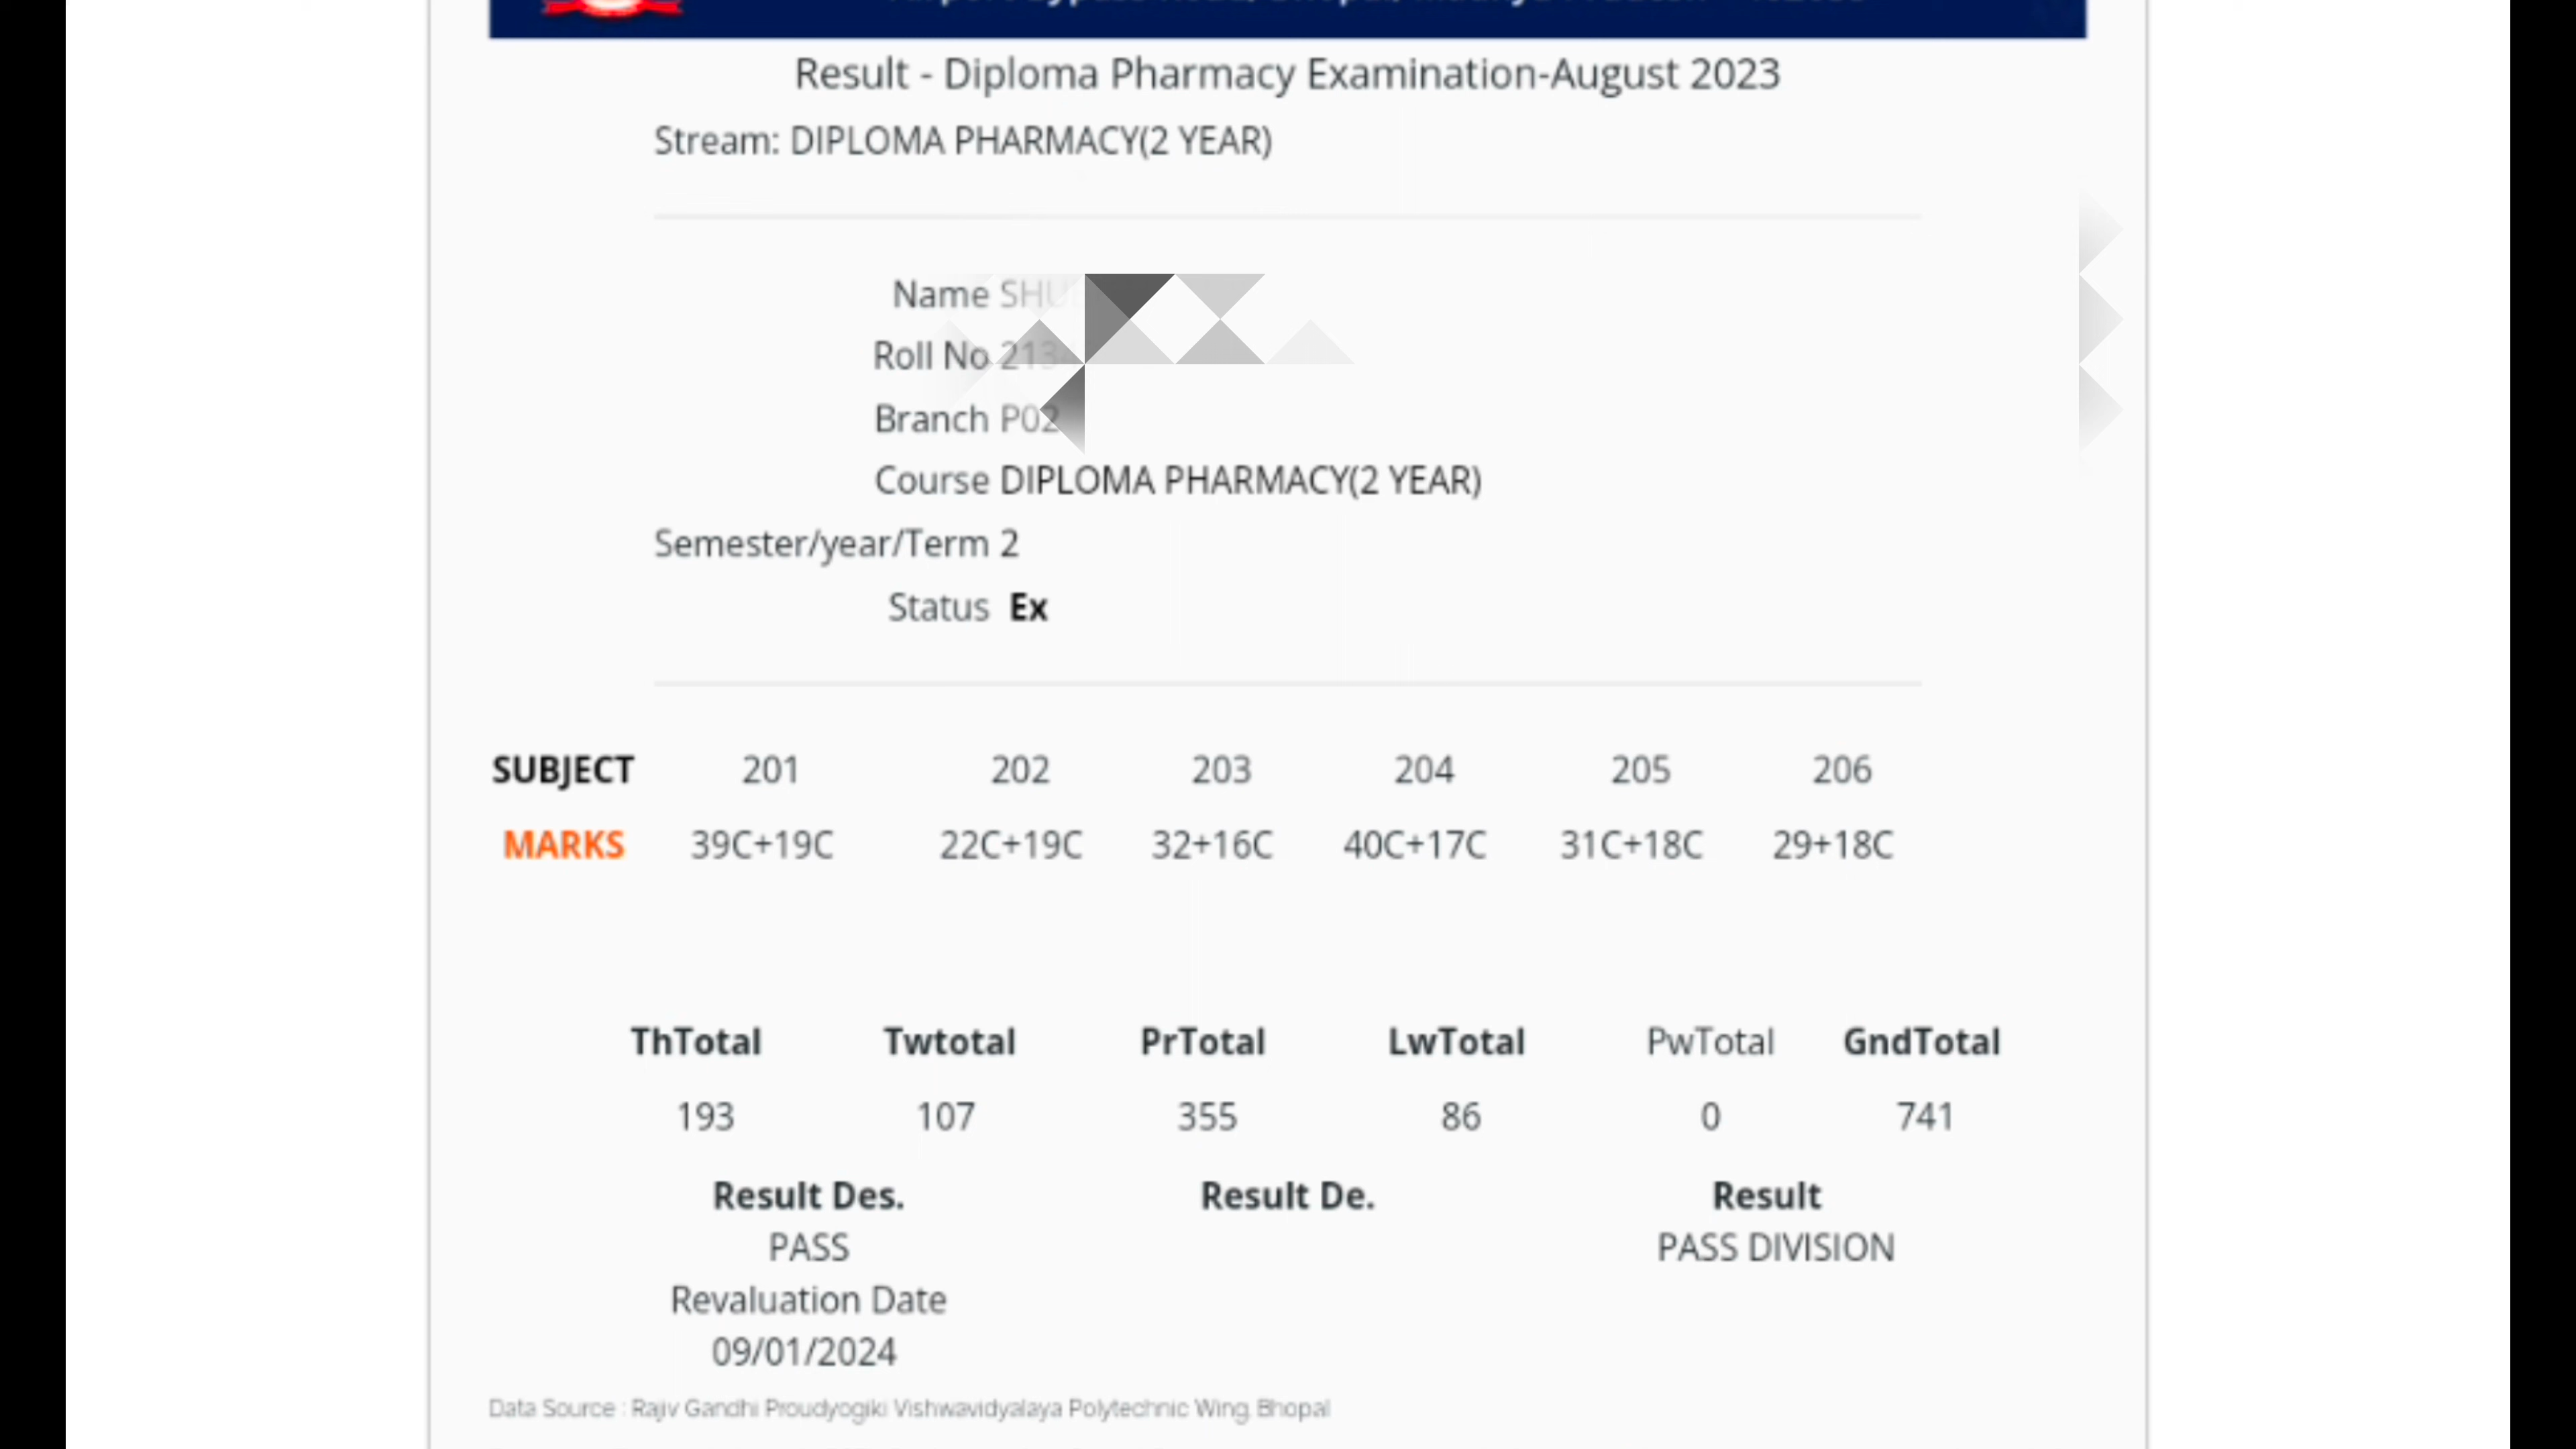 Result - Diploma Pharmacy Examination-August 2023
Stream: DIPLOMA PHARMACY(2 YEAR)
Name
Roll No
Branch P02
Course DIPLOMA PHARMACY(2 YEAR)
Semester/year/Term 2
Status Ex
SUBJECT 201 202 203 204 205 206
MARKS 39C+19C 22C+19C 32+16C 40C+17C 31C+18C 29+18C
ThTotal Twtotal PrTotal LwTotal PwTotal GndTotal
193 107 355 86 0 741
Result Des. Result De. Result
PASS PASS DIVISION
Revaluation Date
09/01/2024
Data Source : Rajiv Gandhi Proudyogiki Vishwavidyalaya Polytechnic Wing, Bhopal